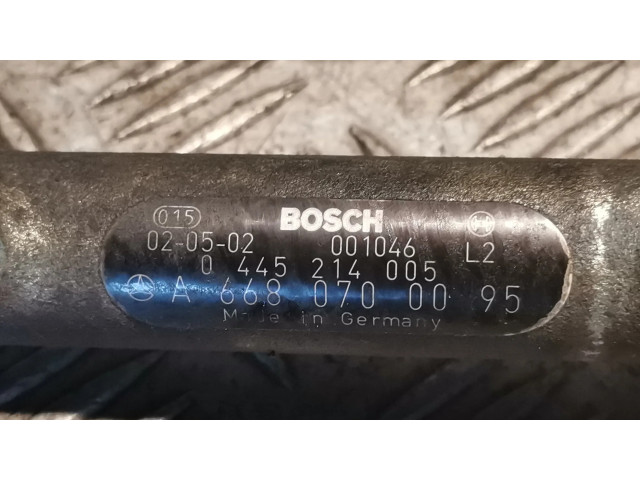 015 BOSCH
02-05-02 001046 L2
0 445 214 005
A 668 070 00 95
Made in Germany